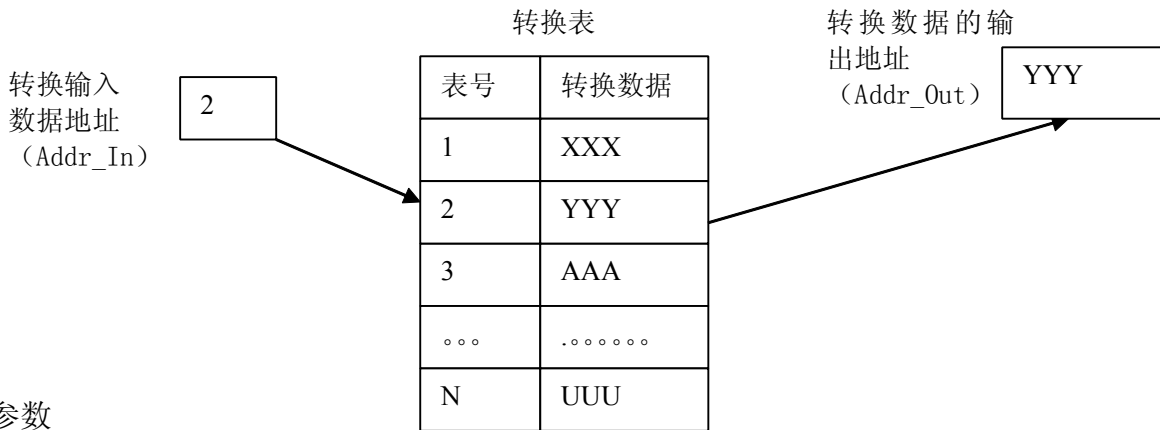 转换表
转换输入
数据地址
（Addr_In）
2
表号 转换数据
1 XXX
2 YYY
3 AAA
。。。 .。。。。。。
N UUU
转换数据的输
出地址
（Addr_Out）
YYY
参数